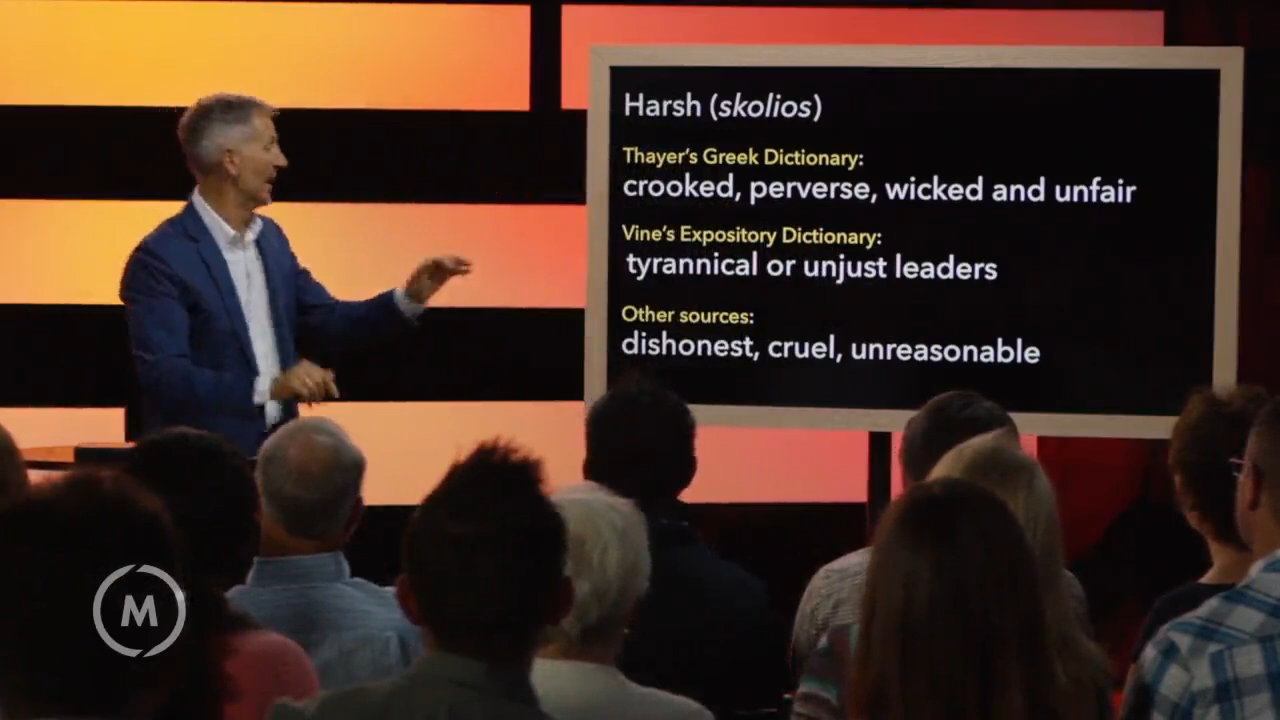 Harsh (skolios)
Thayer's Greek Dictionary:
crooked, perverse, wicked and unfair
Vine's Expository Dictionary:
tyrannical or unjust leaders
Other sources:
dishonest, cruel, unreasonable
M